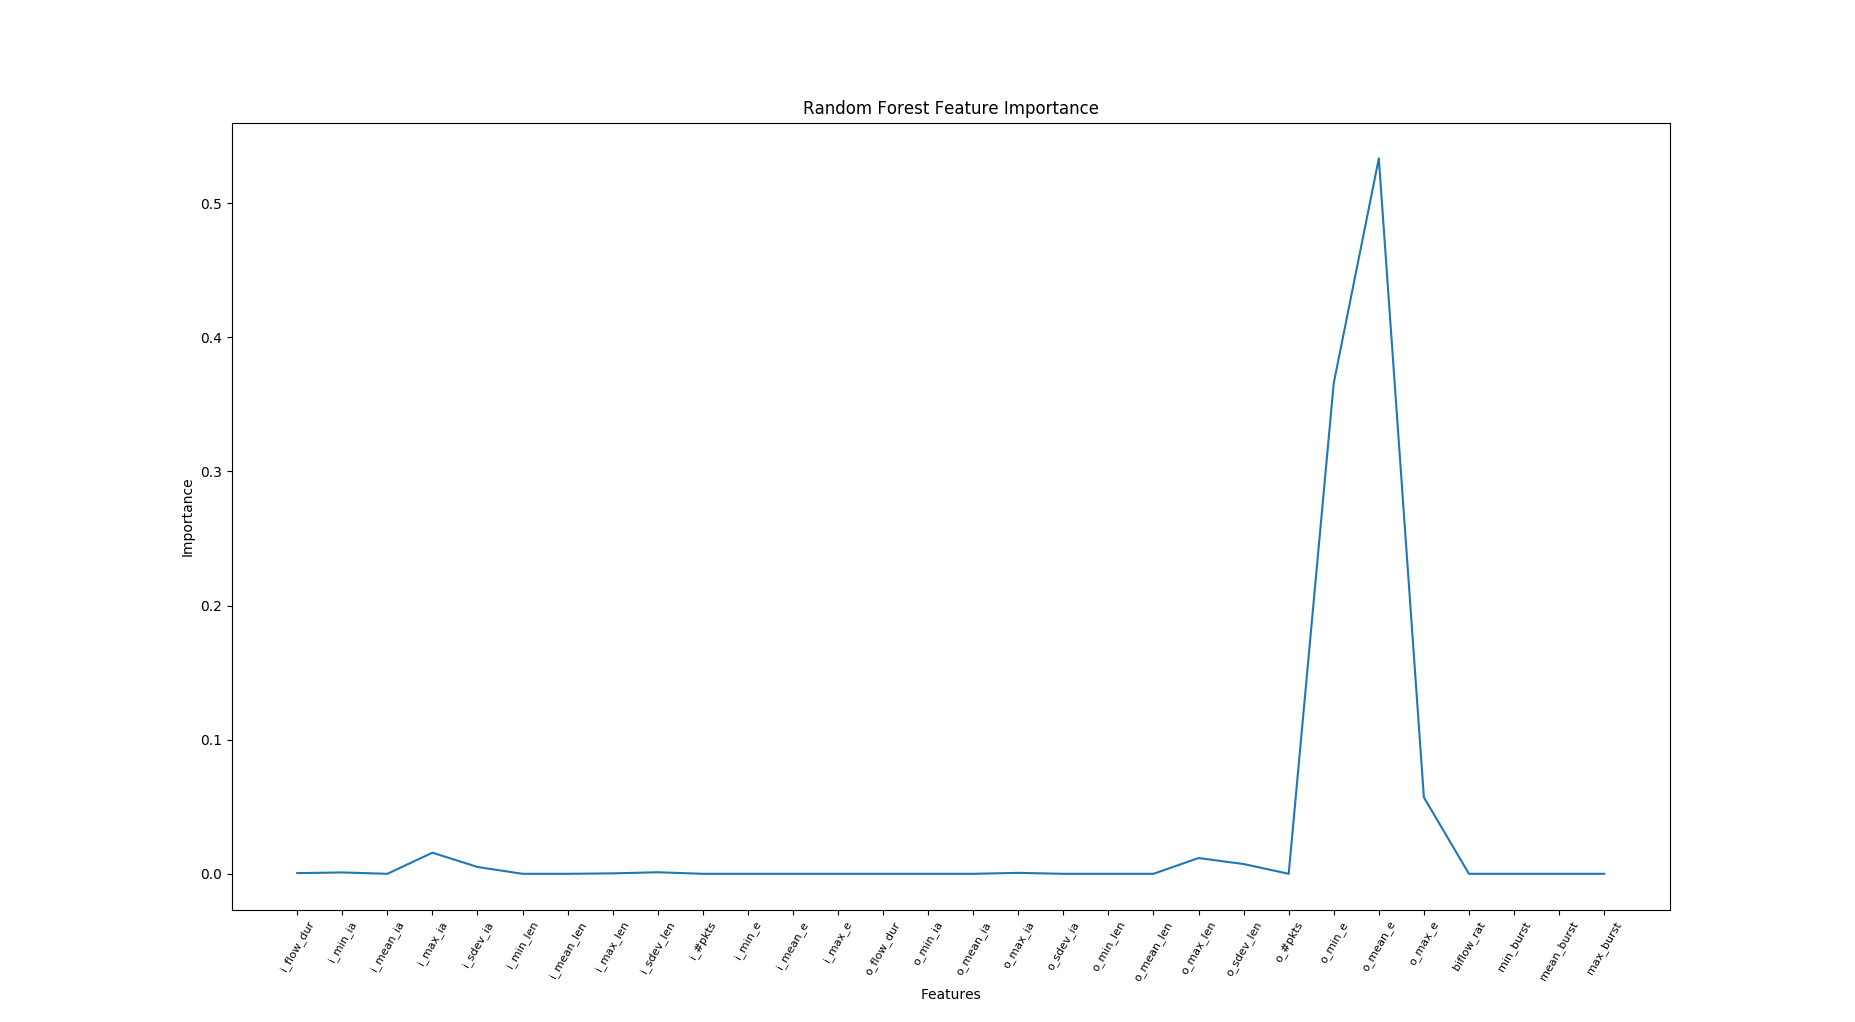 Random Forest Feature Importance
Importance
0.5
0.4
0.3
0.2
0.1
0.0
i_flow_dur
i_min_ia
i_mean_ia
i_max_ia
i_sdev_ia
i_min_len
i_mean_len
i_max_len
i_sdev_len
i_#pkts
i_min_e
i_mean_e
i_max_e
o_flow_dur
o_min_ia
o_mean_ia
o_max_ia
o_sdev_ia
o_min_len
o_mean_len
o_max_len
o_sdev_len
o_#pkts
o_min_e
o_mean_e
o_max_e
biflow_rat
min_burst
mean_burst
max_burst
Features